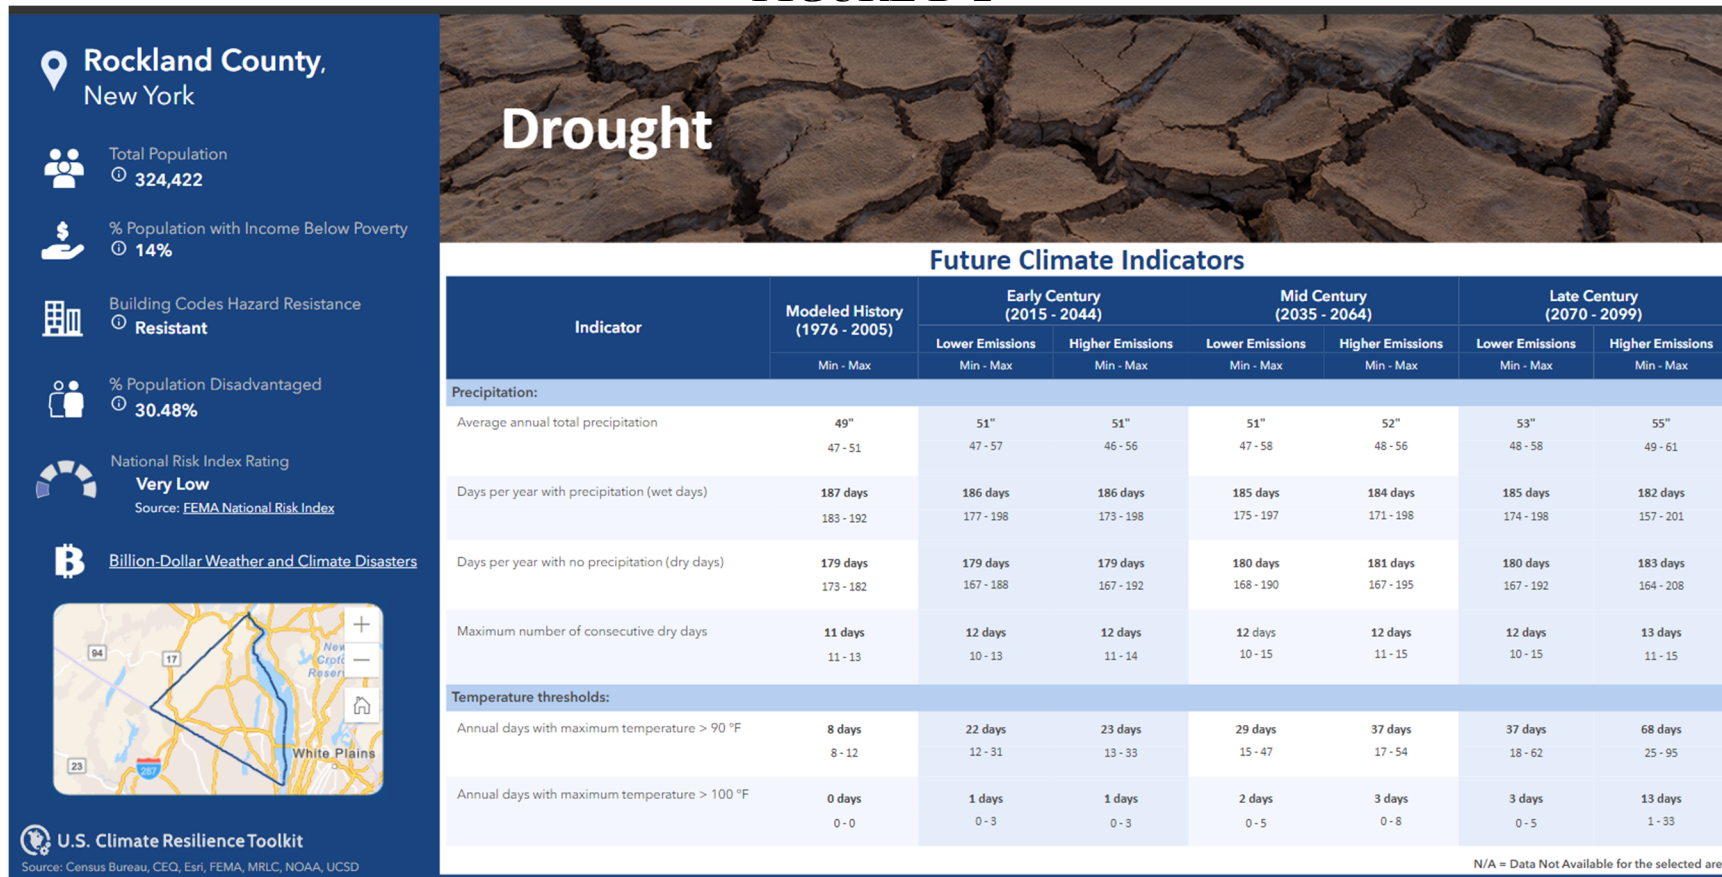 Rockland County,
New York
Total Population
324,422
% Population with Income Below Poverty
14%
Building Codes Hazard Resistance
Resistant
% Population Disadvantaged
30.48%
National Risk Index Rating
Very Low
Source: FEMA National Risk Index
Billion-Dollar Weather and Climate Disasters
94
17
New
Croto
Reserv
White Plains
23
287
U.S. Climate Resilience Toolkit
Source: Census Bureau, CEQ, Esri, FEMA, MRLC, NOAA, UCSD
Drought
Future Climate Indicators
Indicator Modeled History (1976 - 2005) Early Century (2015 - 2044) Mid Century (2035 - 2064) Late Century (2070 - 2099)
Lower Emissions Higher Emissions Lower Emissions Higher Emissions Lower Emissions Higher Emissions
Min - Max Min - Max Min - Max Min - Max Min - Max Min - Max Min - Max
Precipitation:
Average annual total precipitation 49" 51" 51" 51" 52" 53" 55"
47 - 51 47 - 57 46 - 56 47 - 58 48 - 56 48 - 58 49 - 61
Days per year with precipitation (wet days) 187 days 186 days 186 days 185 days 184 days 185 days 182 days
183 - 192 177 - 198 173 - 198 175 - 197 171 - 198 174 - 198 157 - 201
Days per year with no precipitation (dry days) 179 days 179 days 179 days 180 days 181 days 180 days 183 days
173 - 182 167 - 188 167 - 192 168 - 190 167 - 195 167 - 192 164 - 208
Maximum number of consecutive dry days 11 days 12 days 12 days 12 days 12 days 12 days 13 days
11 - 13 10 - 13 11 - 14 10 - 15 11 - 15 10 - 15 11 - 15
Temperature thresholds:
Annual days with maximum temperature > 90 °F 8 days 22 days 23 days 29 days 37 days 37 days 68 days
8 - 12 12 - 31 13 - 33 15 - 47 17 - 54 18 - 62 25 - 95
Annual days with maximum temperature > 100 °F 0 days 1 days 1 days 2 days 3 days 3 days 13 days
0 - 0 0 - 3 0 - 3 0 - 5 0 - 8 0 - 5 1 - 33
N/A = Data Not Available for the selected are